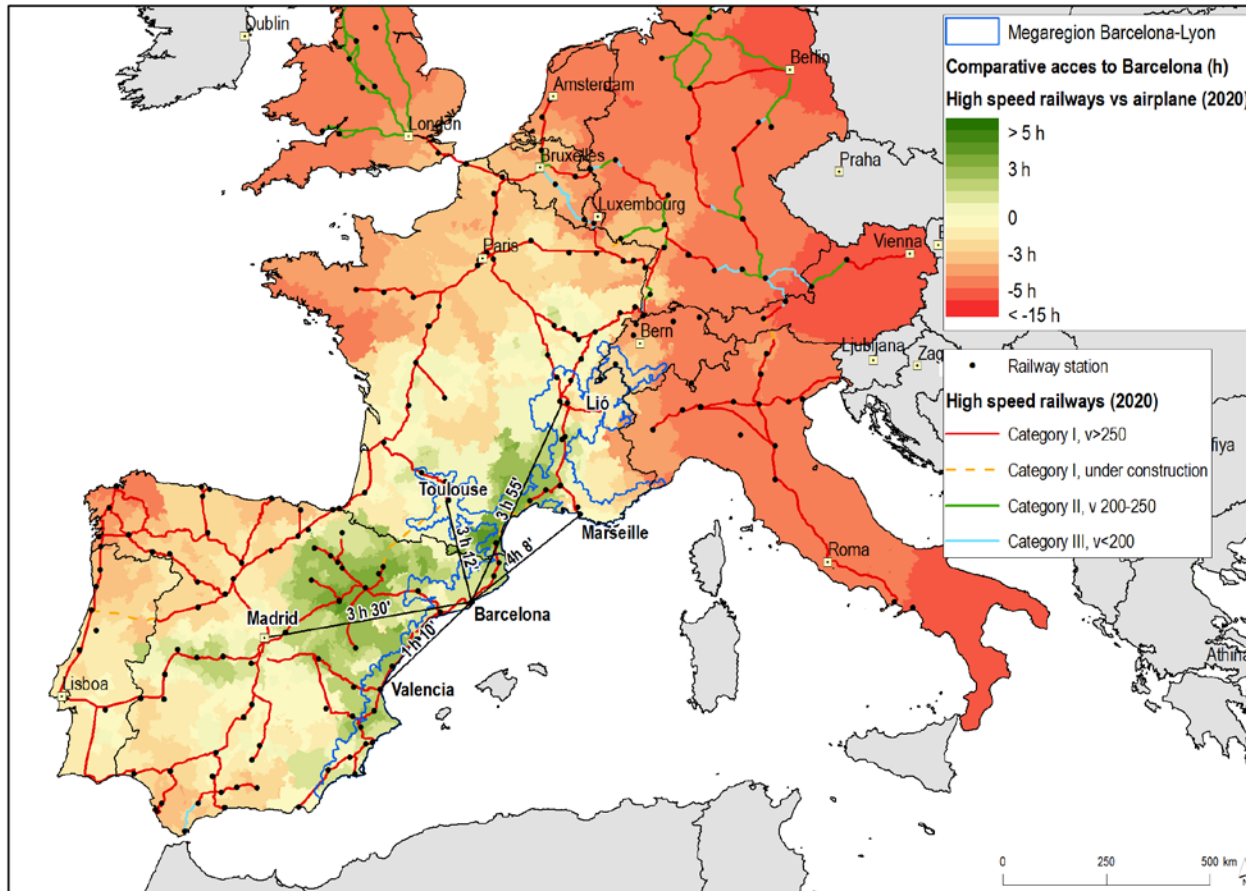 Dublin
London
Amsterdam
Bruxelles
Luxembourg
Paris
Berlin
Praha
Vienna
Bern
Ljubljana
Zag
Lió
Toulouse
Marseille
3 h 55'
3 h 12'
4h 8'
Madrid
3 h 30'
Barcelona
1 h 10'
Valencia
Lisboa
Roma
fiya
Athina
Megaregion Barcelona-Lyon
Comparative acces to Barcelona (h)
High speed railways vs airplane (2020)
> 5 h
3 h
0
-3 h
-5 h
< -15 h
Railway station
High speed railways (2020)
Category I, v>250
Category I, under construction
Category II, v 200-250
Category III, v<200
0 250 500 km